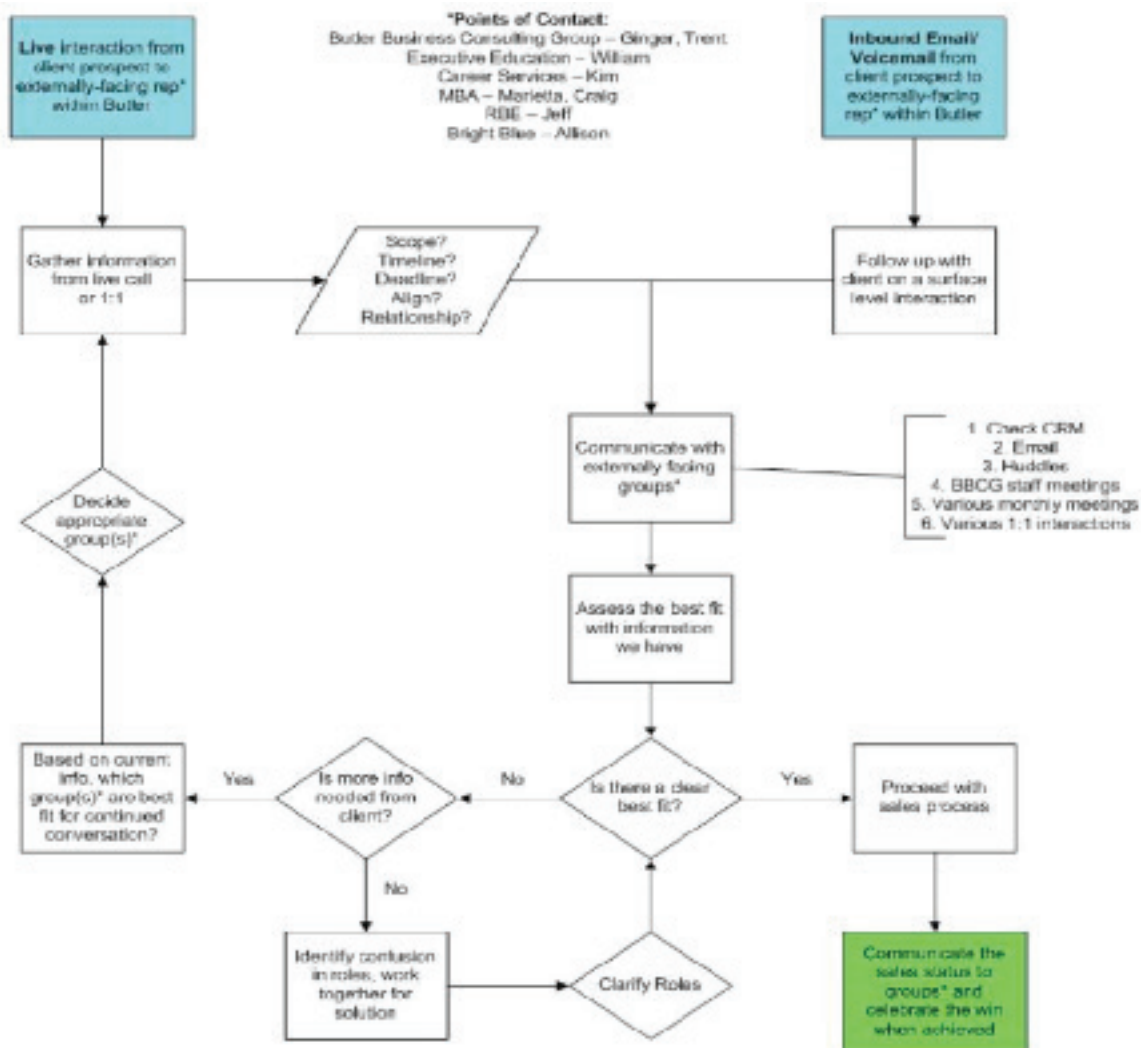 *Points of Contact:
Butler Business Consulting Group – Ginger, Trent
Executive Education – William
Career Services – Kim
MBA – Marietta, Craig
RBE – Jeff
Bright Blue – Allison
Live interaction from
client prospect to
externally-facing rep*
within Butler
Inbound Email/
Voicemail from
client prospect to
externally-facing
rep* within Butler
Gather information
from live call
or 1:1
Scope?
Timeline?
Deadline?
Align?
Relationship?
Follow up with
client on a surface
level interaction
Communicate with
externally facing
groups*
1. Check CRM
2. Email
3. Huddles
4. BBCG staff meetings
5. Various monthly meetings
6. Various 1:1 interactions
Decide
appropriate
group(s)*
Assess the best fit
with information
we have
Based on current
info, which
group(s)* are best
fit for continued
conversation?
Yes
Is more info
needed from
client?
No
Is there a clear
best fit?
Yes
Proceed with
sales process
No
Identify confusion
in roles, work
together for
solution
Clarify Roles
Communicate the
sales status to
groups* and
celebrate the win
when achieved